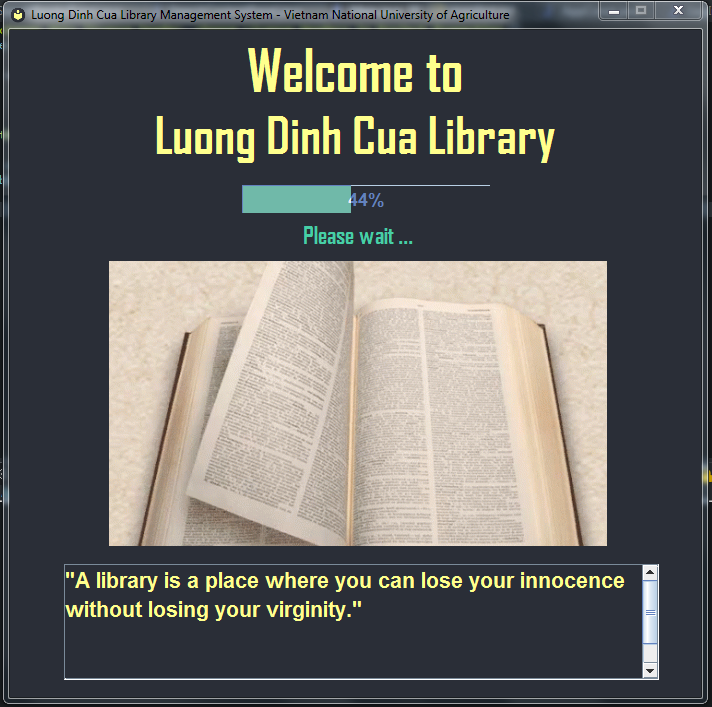 Luong Dinh Cua Library Management System - Vietnam National University of Agriculture
Welcome to
Luong Dinh Cua Library
44%
Please wait ...
"A library is a place where you can lose your innocence
without losing your virginity."